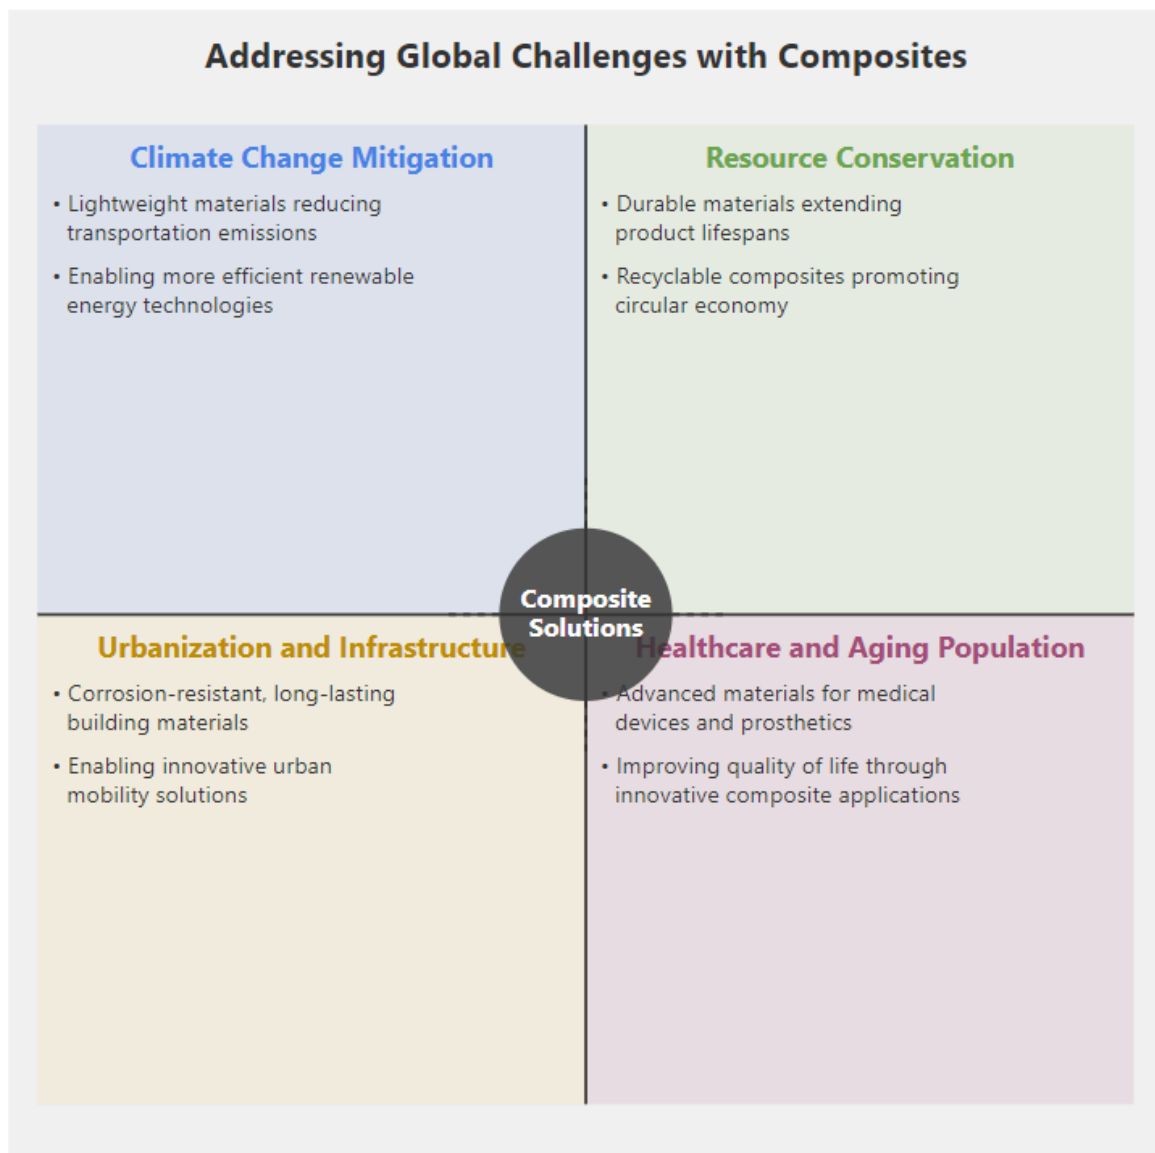 Addressing Global Challenges with Composites
Climate Change Mitigation
• Lightweight materials reducing
transportation emissions
• Enabling more efficient renewable
energy technologies
Resource Conservation
• Durable materials extending
product lifespans
• Recyclable composites promoting
circular economy
Composite
Solutions
Urbanization and Infrastructure
• Corrosion-resistant, long-lasting
building materials
• Enabling innovative urban
mobility solutions
Healthcare and Aging Population
• Advanced materials for medical
devices and prosthetics
• Improving quality of life through
innovative composite applications